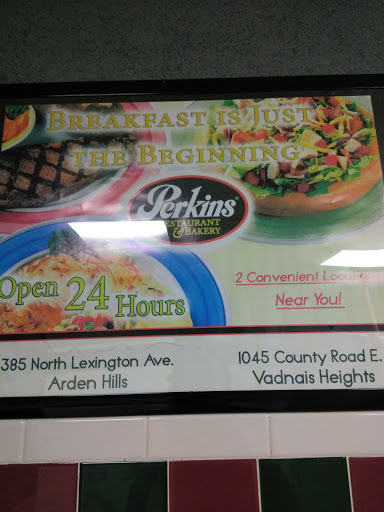 BREAKFAST IS JUST
THE BEGINNING
Perkins
RESTAURANT
& BAKERY
Open 24 Hours
2 Convenient Location
Near You!
385 North Lexington Ave.
Arden Hills
1045 County Road E.
Vadnais Heights